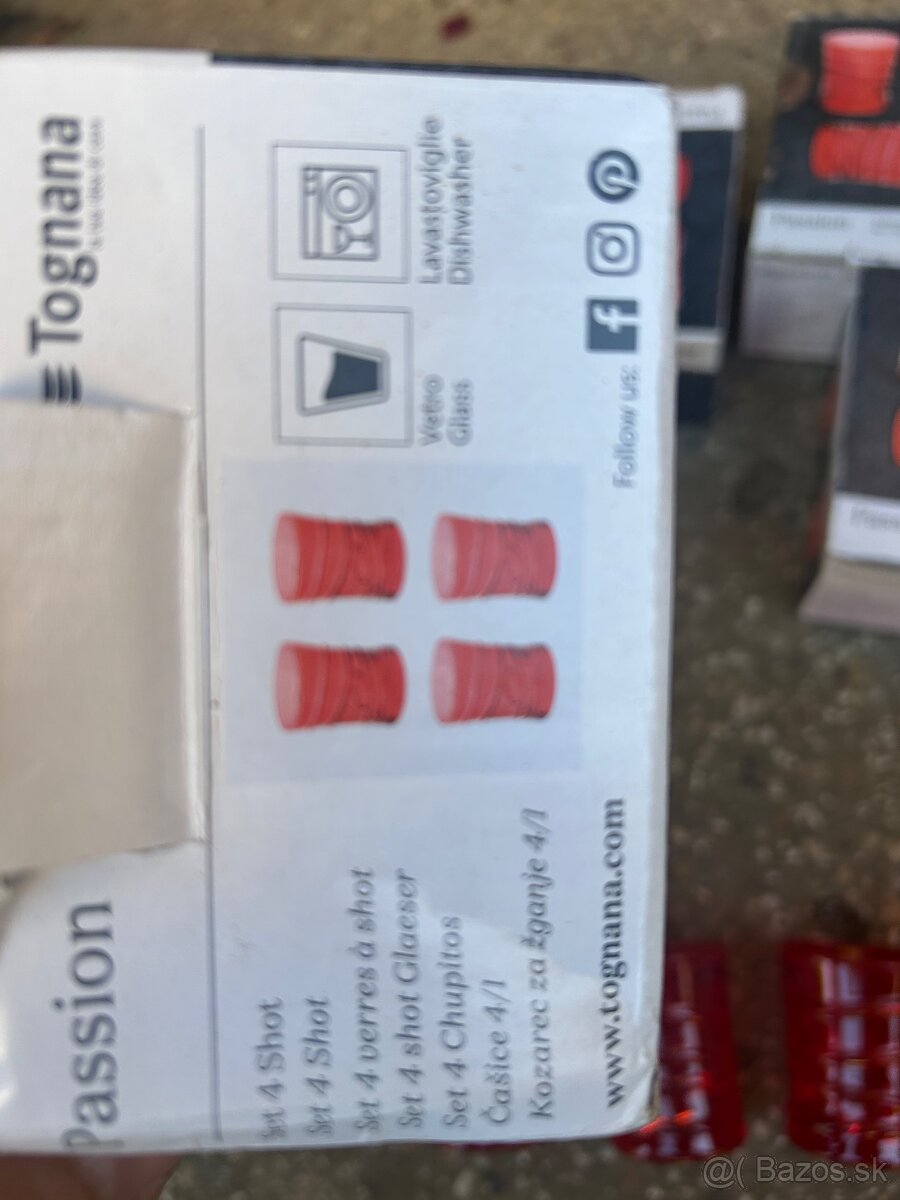 Passion
Tognana
Set 4 Shot
Set 4 Shot
Set 4 verres à shot
Set 4 shot Glaeser
Set 4 Chupitos
Čašice 4/1
Kozarec za žganje 4/1
Vetro
Glass
Lavastoviglie
Dishwasher
www.tognana.com
Follow us:
@( Bazos.sk